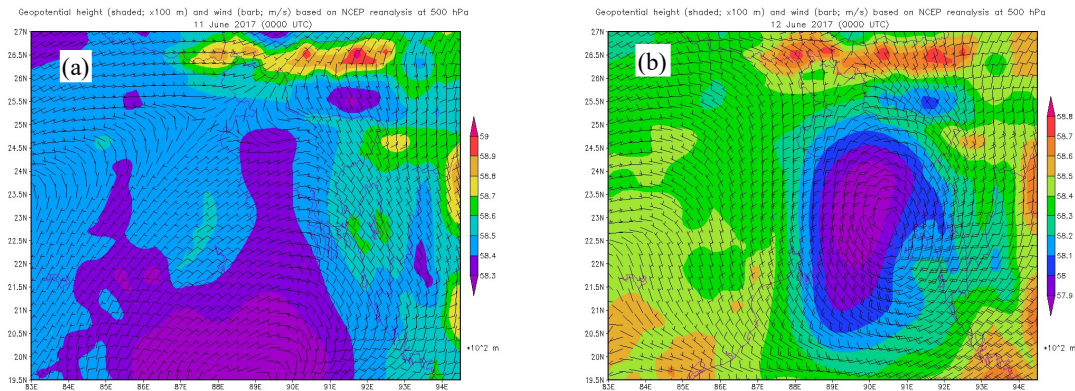 Geopotential height (shaded; x100 m) and wind (barb; m/s) based on NCEP reanalysis at 500 hPa
11 June 2017 (0000 UTC)
(a)
27N
26.5N
26N
25.5N
25N
24.5N
24N
23.5N
23N
22.5N
22N
21.5N
21N
20.5N
20N
19.5N
83E 84E 85E 86E 87E 88E 89E 90E 91E 92E 93E 94E
59
58.9
58.8
58.7
58.6
58.5
58.4
58.3
*10^2 m
Geopotential height (shaded; x100 m) and wind (barb; m/s) based on NCEP reanalysis at 500 hPa
12 June 2017 (0000 UTC)
(b)
27N
26.5N
26N
25.5N
25N
24.5N
24N
23.5N
23N
22.5N
22N
21.5N
21N
20.5N
20N
19.5N
83E 84E 85E 86E 87E 88E 89E 90E 91E 92E 93E 94E
58.8
58.7
58.6
58.5
58.4
58.3
58.2
58.1
58
57.9
*10^2 m